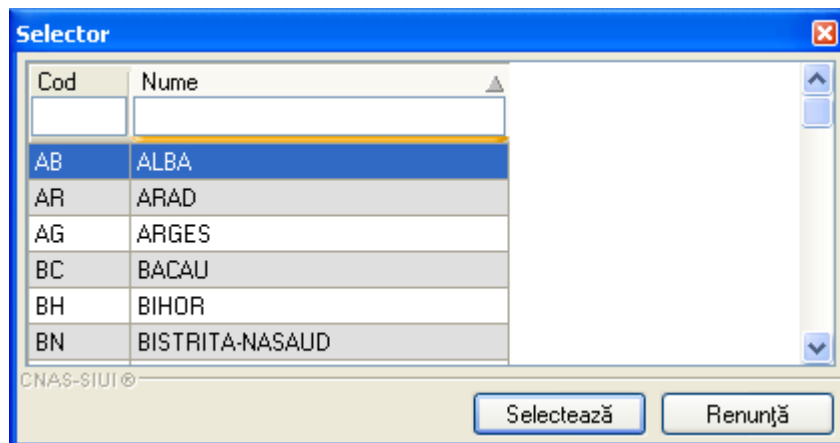 Selector
Cod Nume
AB ALBA
AR ARAD
AG ARGES
BC BACAU
BH BIHOR
BN BISTRITA-NASAUD
CNAS-SIUI®
Selectează Renunţă